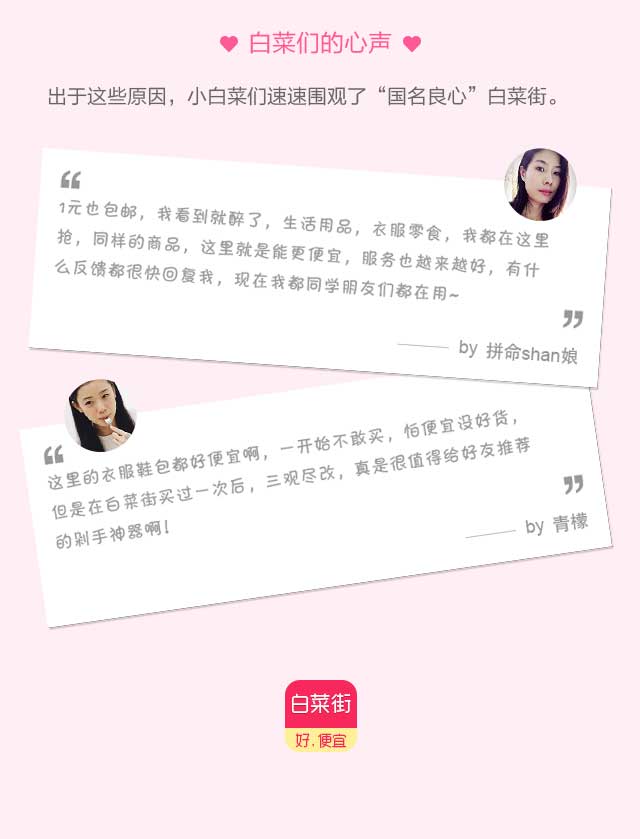 白菜们的心声
出于这些原因，小白菜们速速围观了“国名良心”白菜街。
“
1元也包邮，我看到就醉了，生活用品，衣服零食，我都在这里
抢，同样的商品，这里就是能更便宜，服务也越来越好，有什
么反馈都很快回复我，现在我都同学朋友们都在用~
”
by 拼命shan娘
“
这里的衣服鞋包都好便宜啊，一开始不敢买，怕便宜没好货，
但是在白菜街买过一次后，三观尽改，真是很值得给好友推荐
的剁手神器啊！
”
by 青檬
白菜街
好.便宜